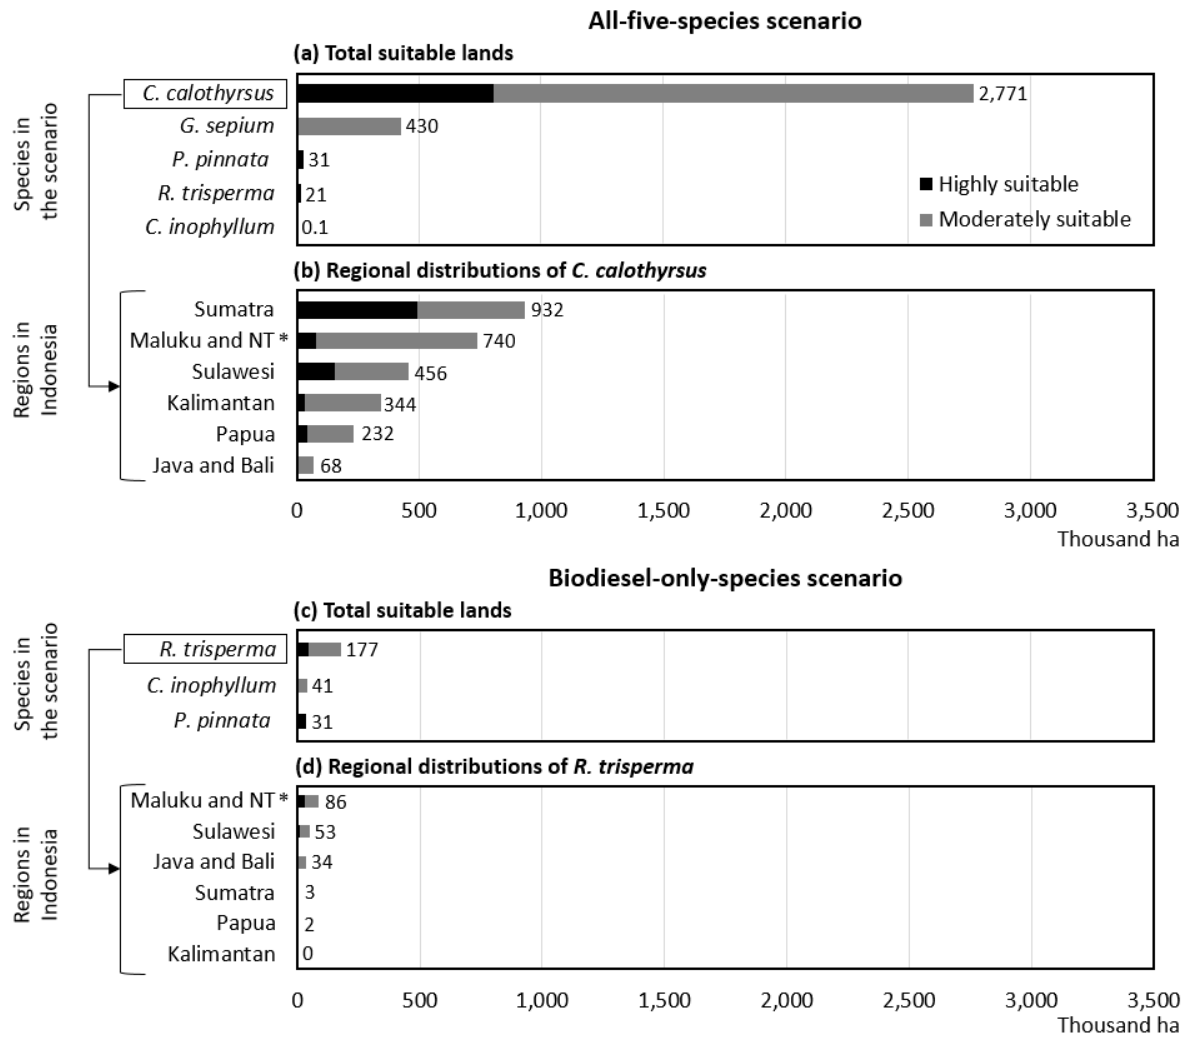 All-five-species scenario
(a) Total suitable lands
Species in
the scenario
C. calothyrsus
2,771
G. sepium
430
P. pinnata
31
R. trisperma
21
C. inophyllum
0.1
Highly suitable
Moderately suitable
(b) Regional distributions of C. calothyrsus
Regions in
Indonesia
Sumatra
932
Maluku and NT *
740
Sulawesi
456
Kalimantan
344
Papua
232
Java and Bali
68
0 500 1,000 1,500 2,000 2,500 3,000 3,500
Thousand ha
Biodiesel-only-species scenario
(c) Total suitable lands
Species in
the scenario
R. trisperma
177
C. inophyllum
41
P. pinnata
31
(d) Regional distributions of R. trisperma
Regions in
Indonesia
Maluku and NT *
86
Sulawesi
53
Java and Bali
34
Sumatra
3
Papua
2
Kalimantan
0
0 500 1,000 1,500 2,000 2,500 3,000 3,500
Thousand ha